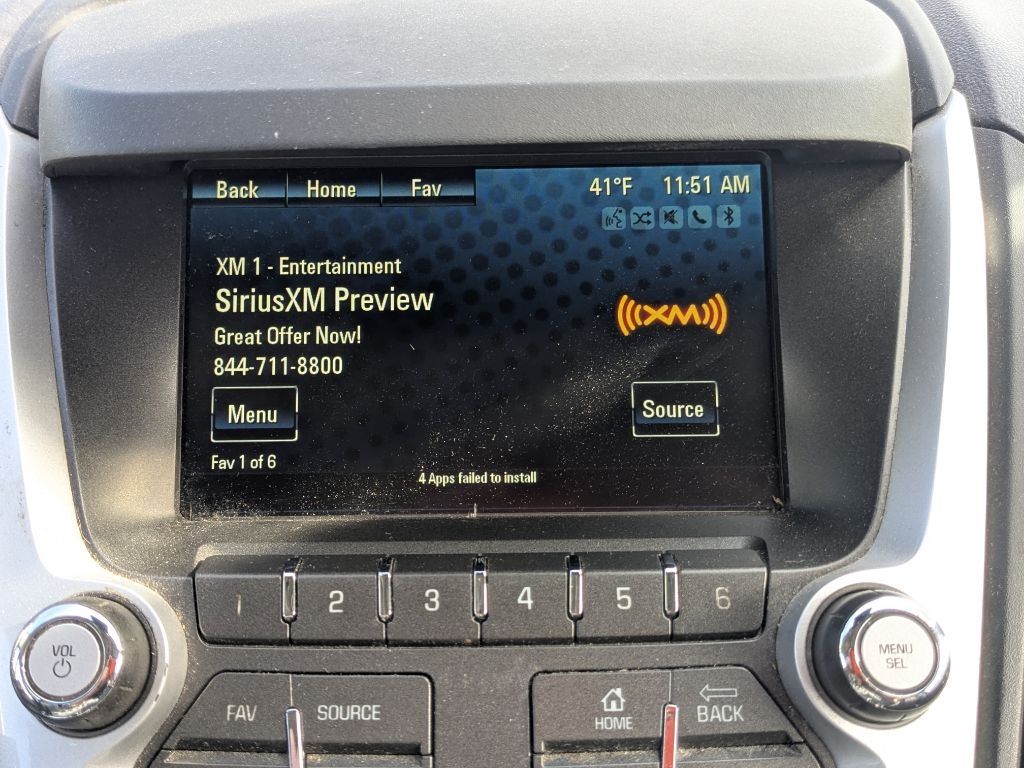 Back Home Fav 41°F 11:51 AM
XM 1 - Entertainment
SiriusXM Preview
((XM))
Great Offer Now!
844-711-8800
Menu Source
Fav 1 of 6
4 Apps failed to install
1 2 3 4 5 6
VOL
MENU
SEL
FAV SOURCE
HOME BACK